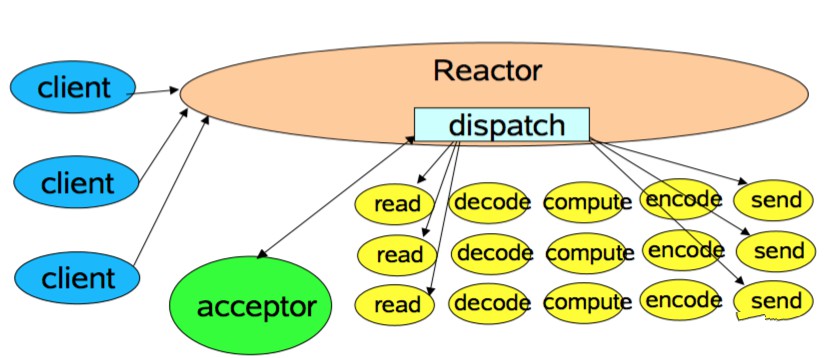 Reactor
client
dispatch
client
client
acceptor
read decode compute encode send
read decode compute encode send
read decode compute encode send